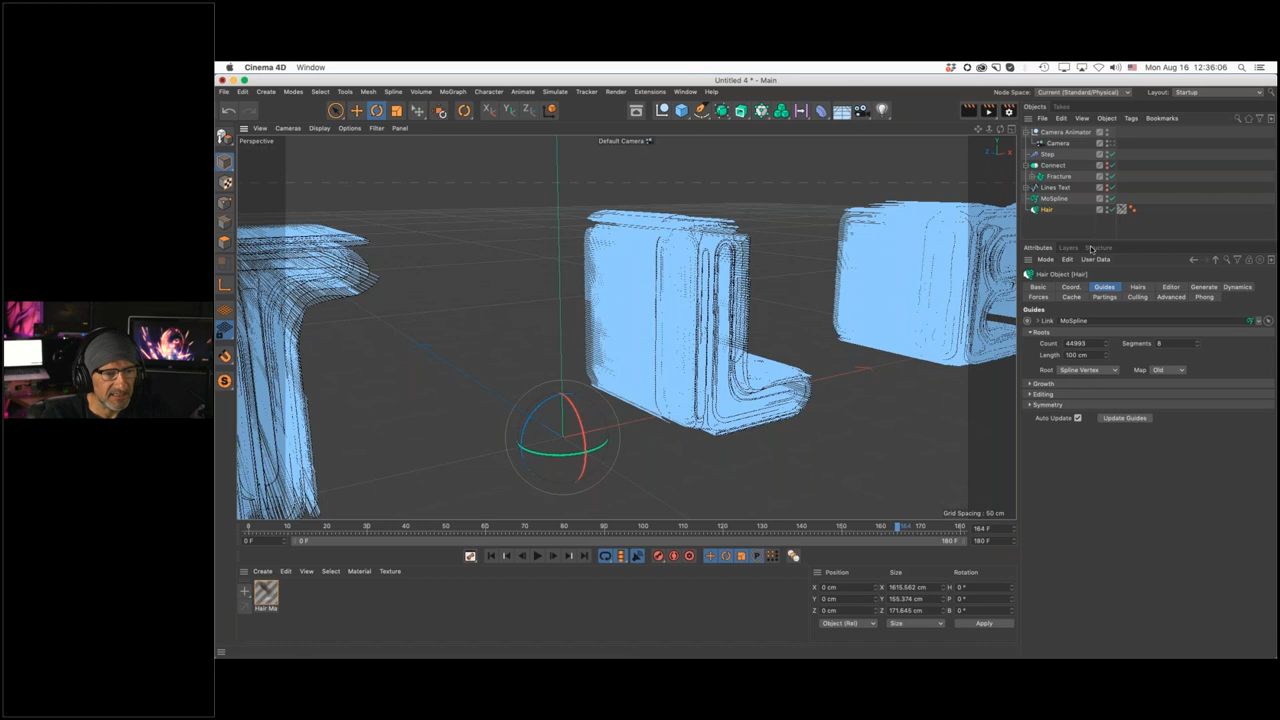 Cinema 4D Window
Mon Aug 16 12:36:06
Untitled 4 * - Main
File Edit Create Modes Select Tools Mesh Spline Volume MoGraph Character Animate Simulate Tracker Render Extensions Window Help
Node Space: Current (Standard/Physical) Layout: Startup
Objects Takes
File Edit View Object Tags Bookmarks
View Cameras Display Options Filter Panel
Perspective
Default Camera
Camera Animator
Camera
Step
Connect
Fracture
Lines Text
MoSpline
Hair
Attributes Layers Structure
Mode Edit User Data
Hair Object [Hair]
Basic Coord. Guides Hairs Editor Generate Dynamics
Forces Cache Partings Culling Advanced Phong
Guides
Link MoSpline
Roots
Count 44993 Segments 8
Length 100 cm
Root Spline Vertex Map Old
Growth
Editing
Symmetry
Auto Update Update Guides
Grid Spacing : 50 cm
0 10 20 30 40 50 60 70 80 90 100 110 120 130 140 150 160 164 170 180 164 F
0 F 0 F 180 F 180 F
Create Edit View Select Material Texture
Hair Ma
Position Size Rotation
X 0 cm X 1615.562 cm H 0 °
Y 0 cm Y 155.374 cm P 0 °
Z 0 cm Z 171.645 cm B 0 °
Object (Rel) Size Apply